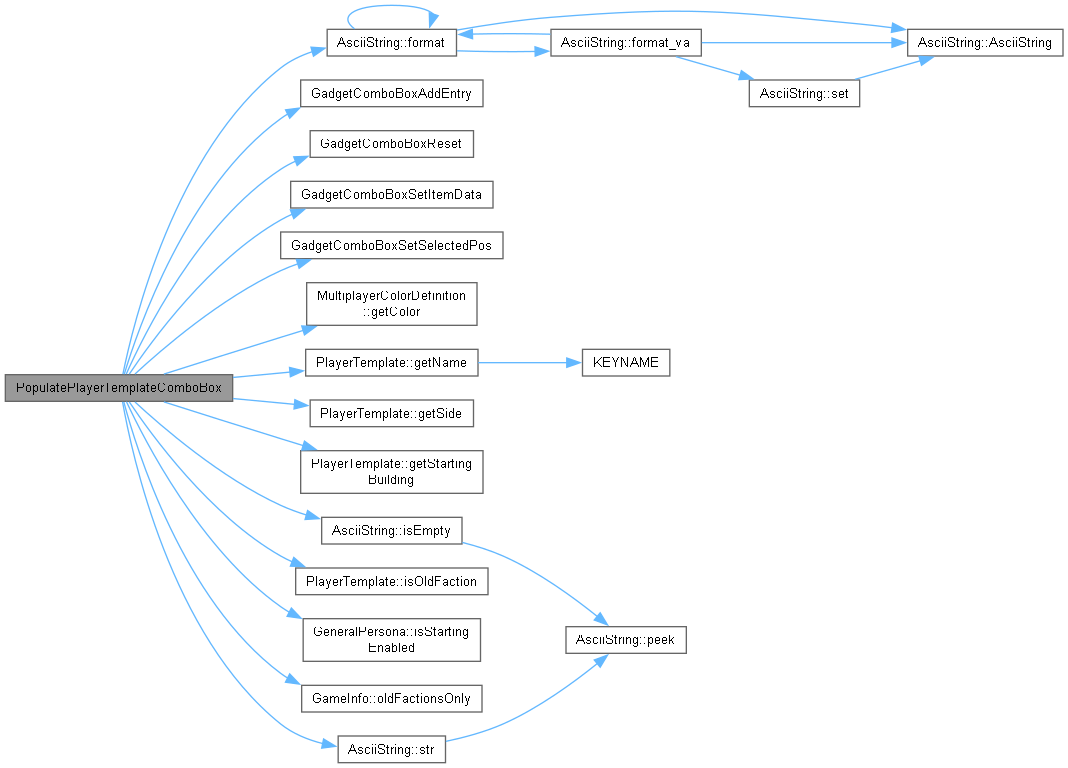 AsciiString::format
AsciiString::format_va
AsciiString::AsciiString
AsciiString::set
GadgetComboBoxAddEntry
GadgetComboBoxReset
GadgetComboBoxSetItemData
GadgetComboBoxSetSelectedPos
MultiplayerColorDefinition
::getColor
PlayerTemplate::getName
KEYNAME
PopulatePlayerTemplateComboBox
PlayerTemplate::getSide
PlayerTemplate::getStarting
Building
AsciiString::isEmpty
PlayerTemplate::isOldFaction
GeneralPersona::isStarting
Enabled
AsciiString::peek
GameInfo::oldFactionsOnly
AsciiString::str